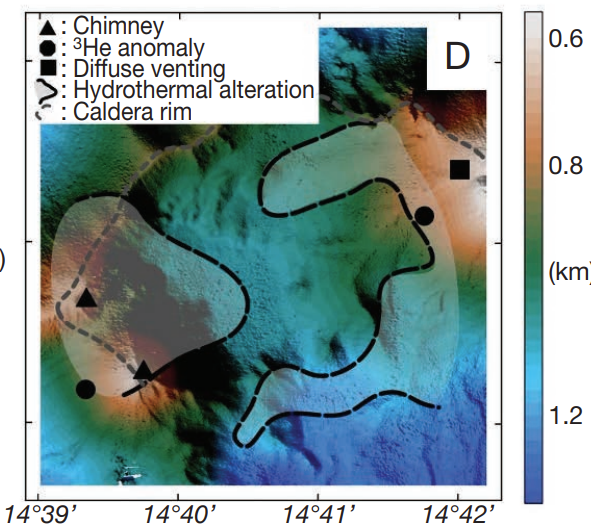 ▲ : Chimney
● : ³He anomaly
■ : Diffuse venting
: Hydrothermal alteration
: Caldera rim
D
0.6
0.8
(km)
1.2
)
14°39' 14°40' 14°41' 14°42'